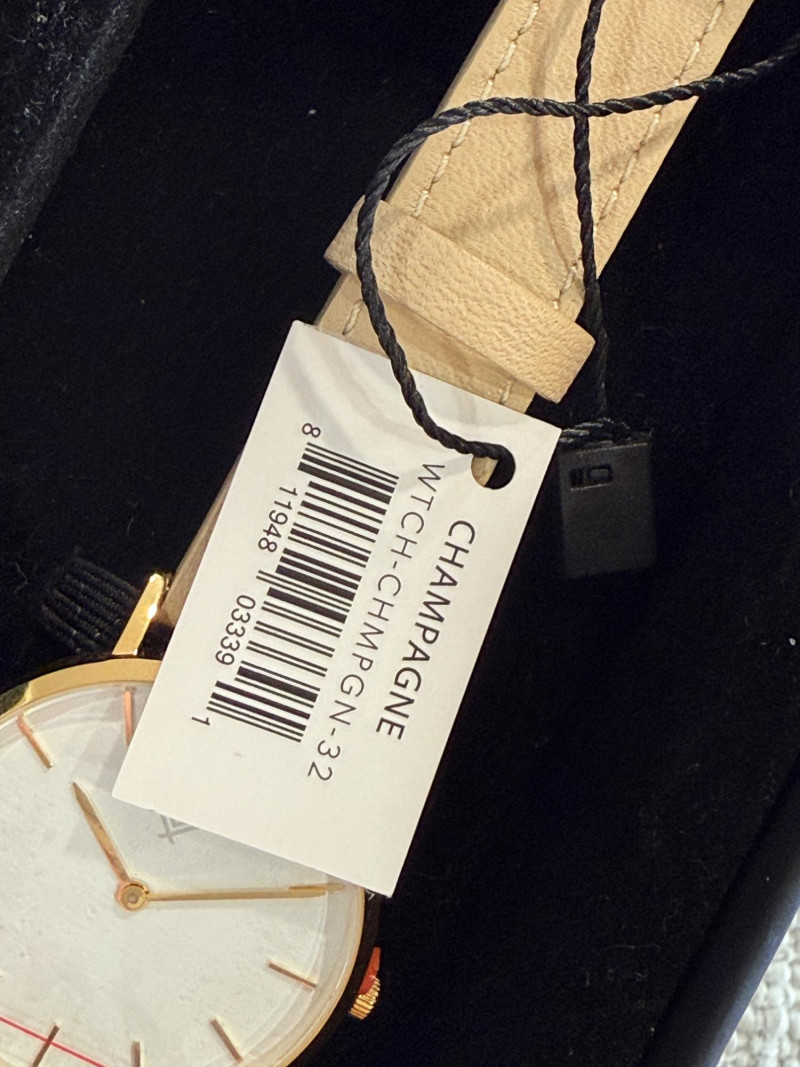 CHAMPAGNE
WTCH-CHMPGN-32
8 11948 03339 1